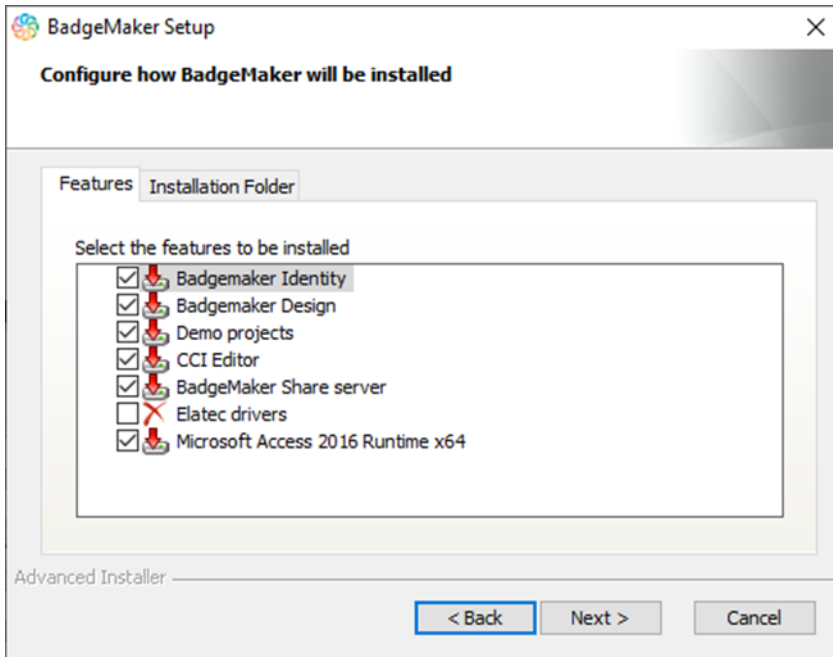 BadgeMaker Setup
Configure how BadgeMaker will be installed
Features
Installation Folder
Select the features to be installed
Badgemaker Identity
Badgemaker Design
Demo projects
CCI Editor
BadgeMaker Share server
Elatec drivers
Microsoft Access 2016 Runtime x64
Advanced Installer
< Back
Next >
Cancel